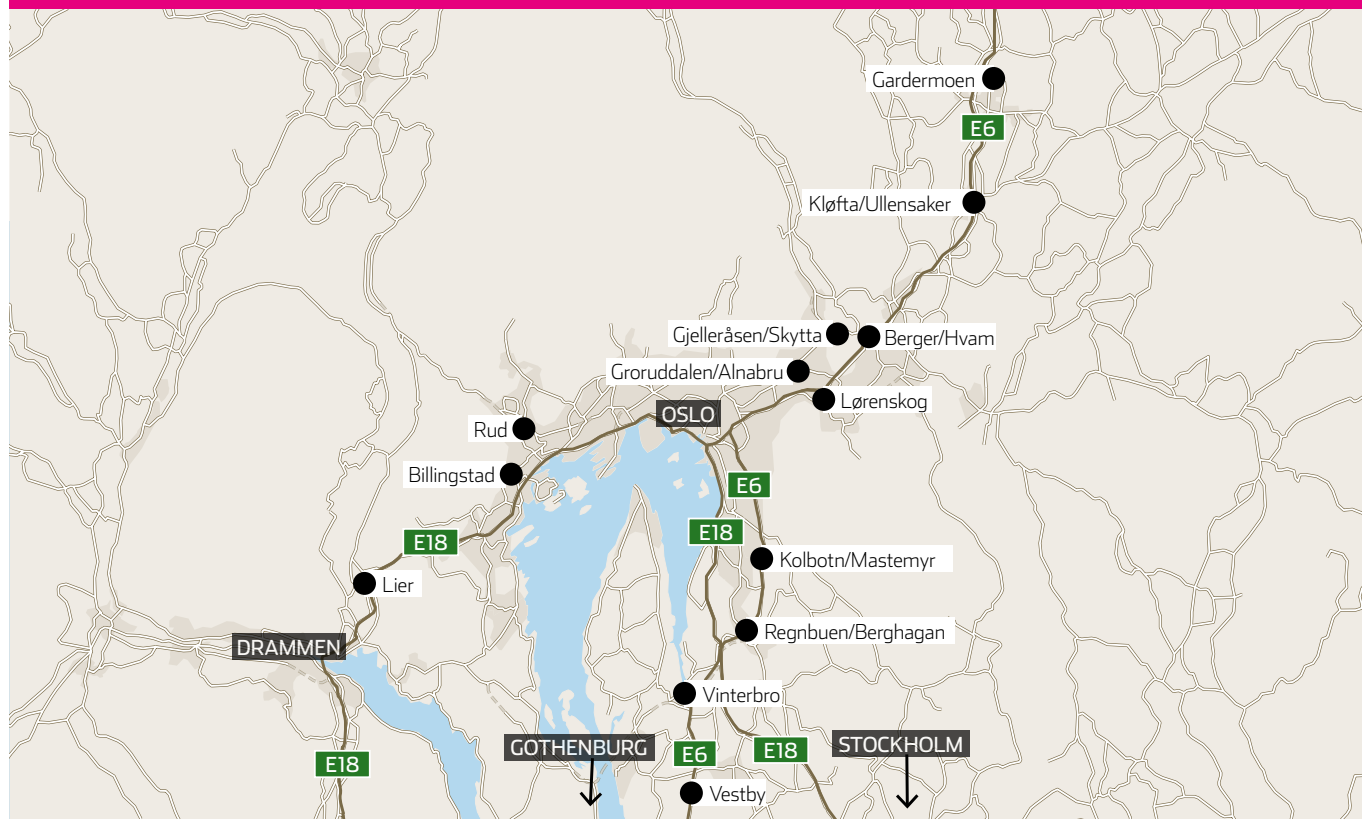 Gardermoen
E6
Kløfta/Ullensaker
Gjelleråsen/Skytta
Berger/Hvam
Groruddalen/Alnabru
Lørenskog
OSLO
Rud
Billingstad
E6
E18
E18
Kolbotn/Mastemyr
Lier
Regnbuen/Berghagan
DRAMMEN
Vinterbro
GOTHENBURG
STOCKHOLM
E6
E18
E18
Vestby